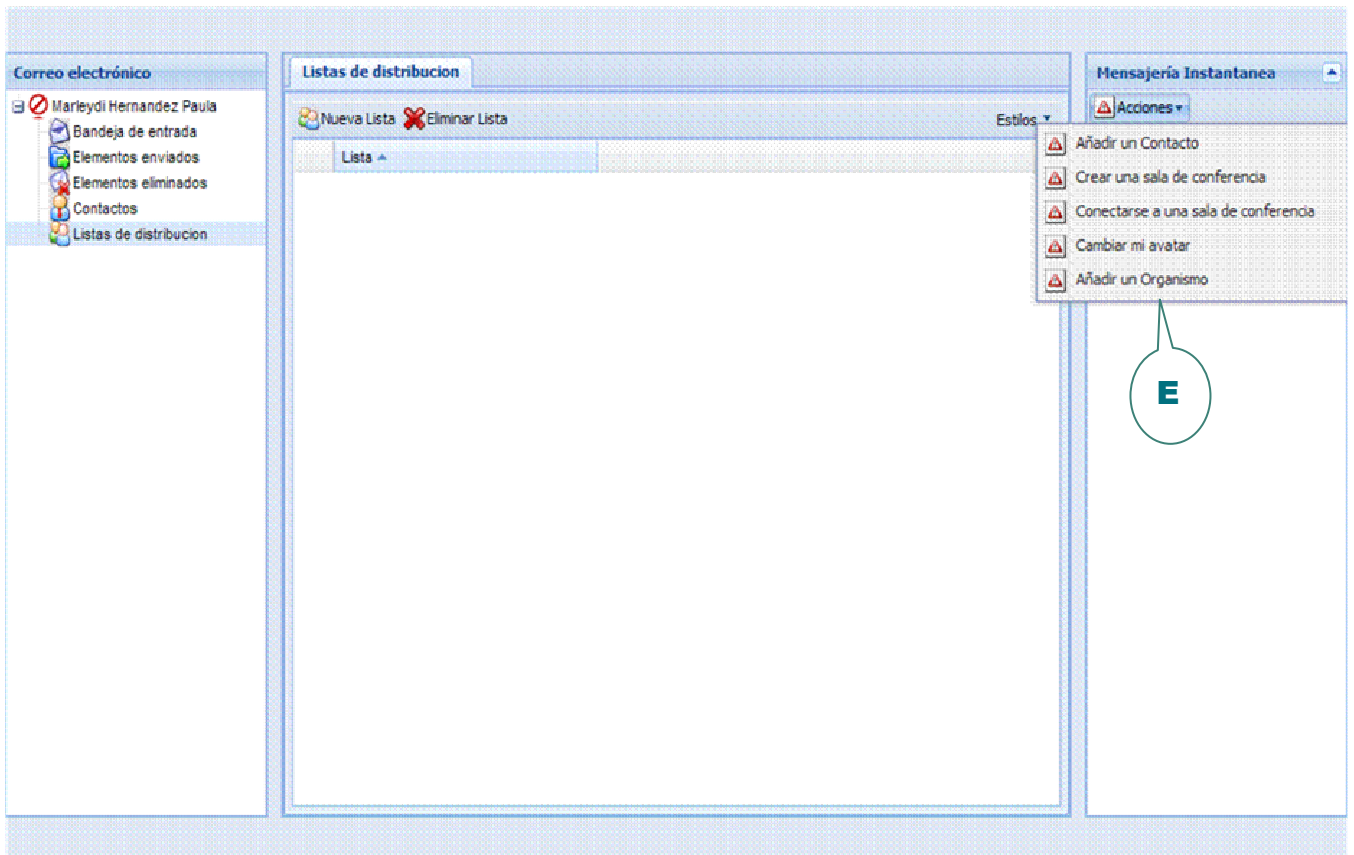 Correo electrónico
Marleydi Hernandez Paula
Bandeja de entrada
Elementos enviados
Elementos eliminados
Contactos
Listas de distribucion
Listas de distribucion
Nueva Lista Eliminar Lista Estilos
Lista
Mensajería Instantanea
Acciones
Añadir un Contacto
Crear una sala de conferencia
Conectarse a una sala de conferencia
Cambiar mi avatar
Añadir un Organismo
E